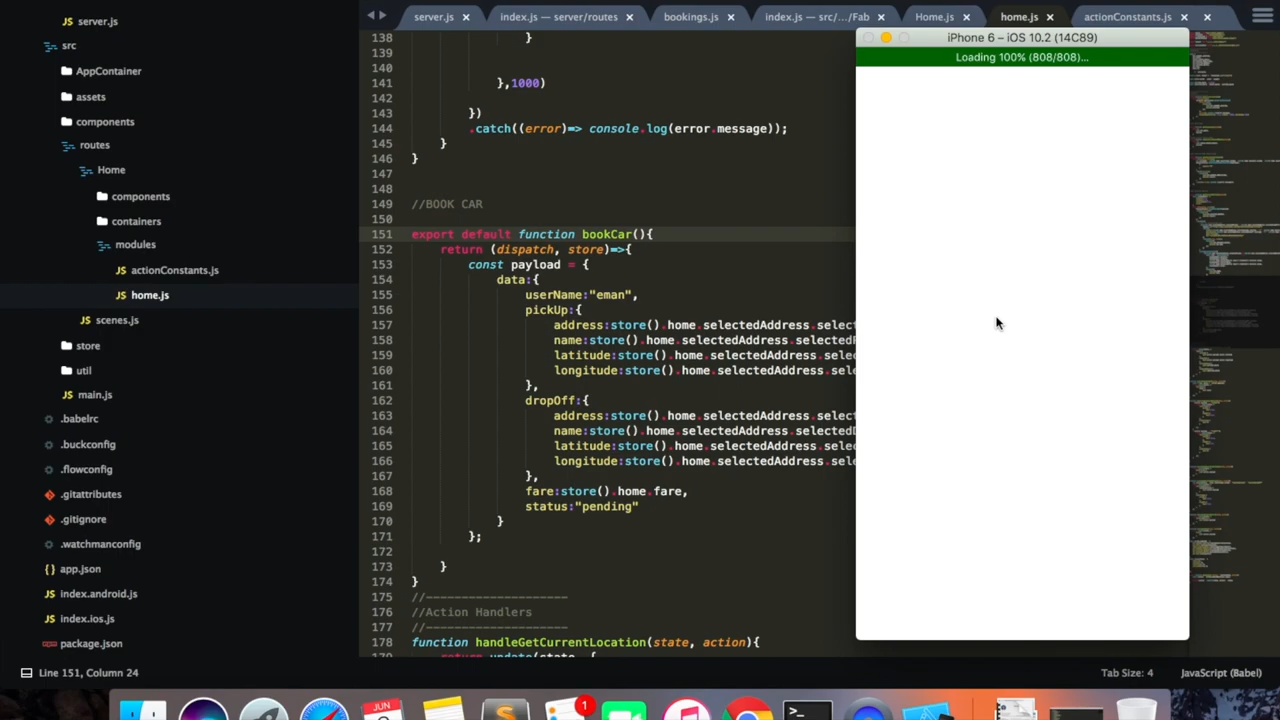 server.js
index.js — server/routes
bookings.js
index.js — src/.../Fab
Home.js
home.js
actionConstants.js
server.js
src
AppContainer
assets
components
routes
Home
components
containers
modules
actionConstants.js
home.js
scenes.js
store
util
main.js
.babelrc
.buckconfig
.flowconfig
.gitattributes
.gitignore
.watchmanconfig
app.json
index.android.js
index.ios.js
package.json
138 }
139
140
141 },1000)
142
143 })
144 .catch((error)=> console.log(error.message));
145 }
146 }
147
148
149 //BOOK CAR
150
151 export default function bookCar(){
152 return (dispatch, store)=>{
153 const payload = {
154 data:{
155 userName:"eman",
156 pickUp:{
157 address:store().home.selectedAddress.select
158 name:store().home.selectedAddress.selectedP
159 latitude:store().home.selectedAddress.selec
160 longitude:store().home.selectedAddress.sele
161 },
162 dropOff:{
163 address:store().home.selectedAddress.select
164 name:store().home.selectedAddress.selectedD
165 latitude:store().home.selectedAddress.selec
166 longitude:store().home.selectedAddress.sele
167 },
168 fare:store().home.fare,
169 status:"pending"
170 }
171 };
172
173 }
174 }
175 //--------------------
176 //Action Handlers
177 //--------------------
178 function handleGetCurrentLocation(state, action){
iPhone 6 – iOS 10.2 (14C89)
Loading 100% (808/808)...
Line 151, Column 24
Tab Size: 4
JavaScript (Babel)
JUN
1